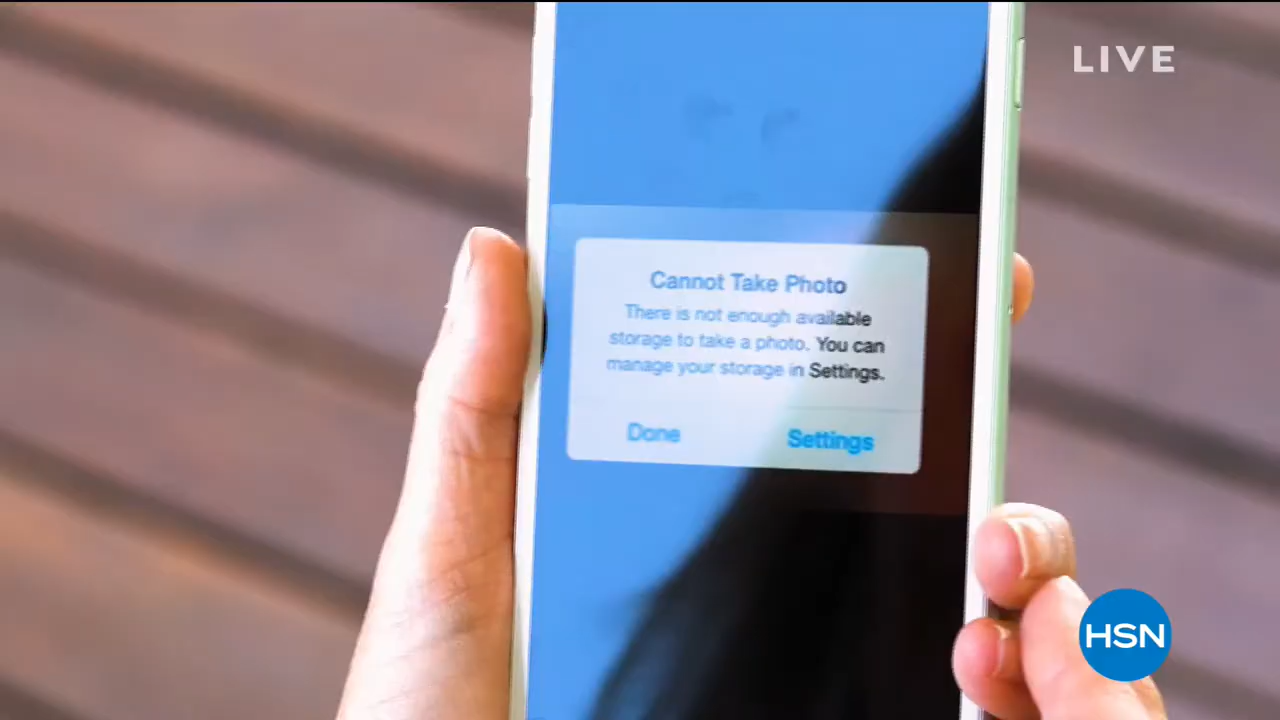 LIVE
Cannot Take Photo
There is not enough available
storage to take a photo. You can
manage your storage in Settings.
Done
Settings
HSN